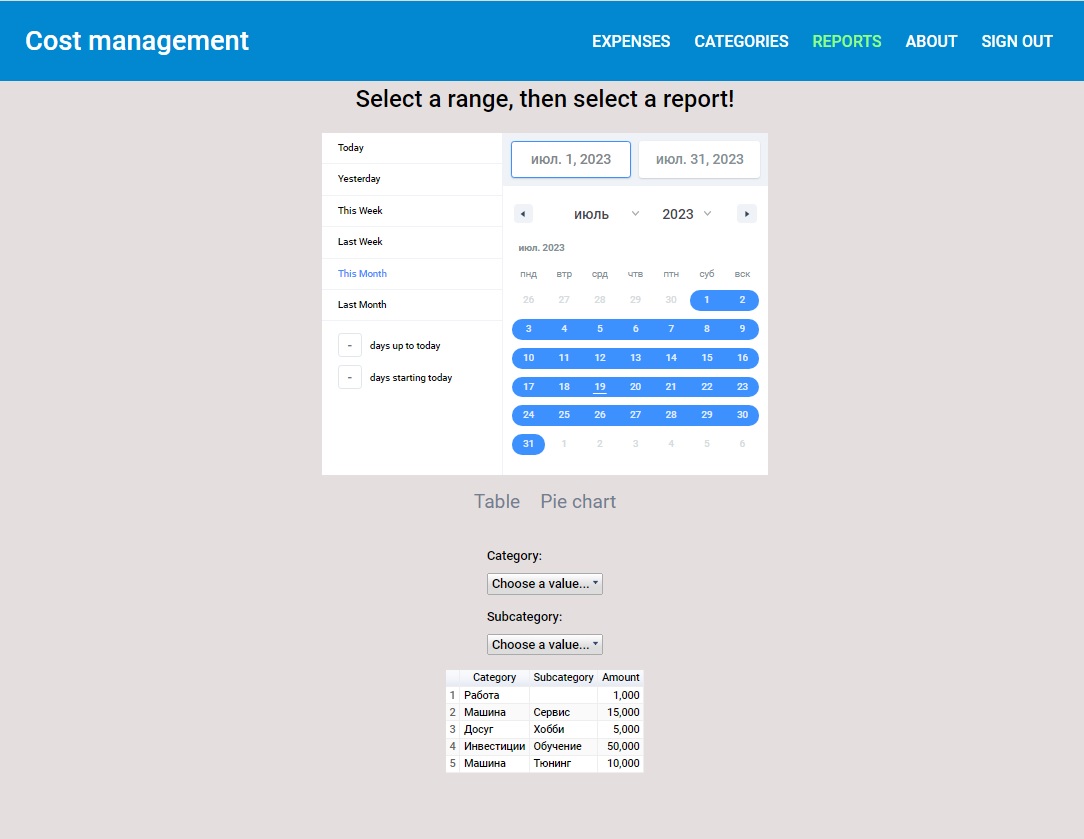 Cost management
EXPENSES CATEGORIES REPORTS ABOUT SIGN OUT
Select a range, then select a report!
Today
Yesterday
This Week
Last Week
This Month
Last Month
- days up to today
- days starting today
июл. 1, 2023 июл. 31, 2023
июль 2023
июл. 2023
пнд втр срд чтв птн суб вск
26 27 28 29 30 1 2
3 4 5 6 7 8 9
10 11 12 13 14 15 16
17 18 19 20 21 22 23
24 25 26 27 28 29 30
31 1 2 3 4 5 6
Table Pie chart
Category:
Choose a value...
Subcategory:
Choose a value...
Category Subcategory Amount
1 Работа 1,000
2 Машина Сервис 15,000
3 Досуг Хобби 5,000
4 Инвестиции Обучение 50,000
5 Машина Тюнинг 10,000